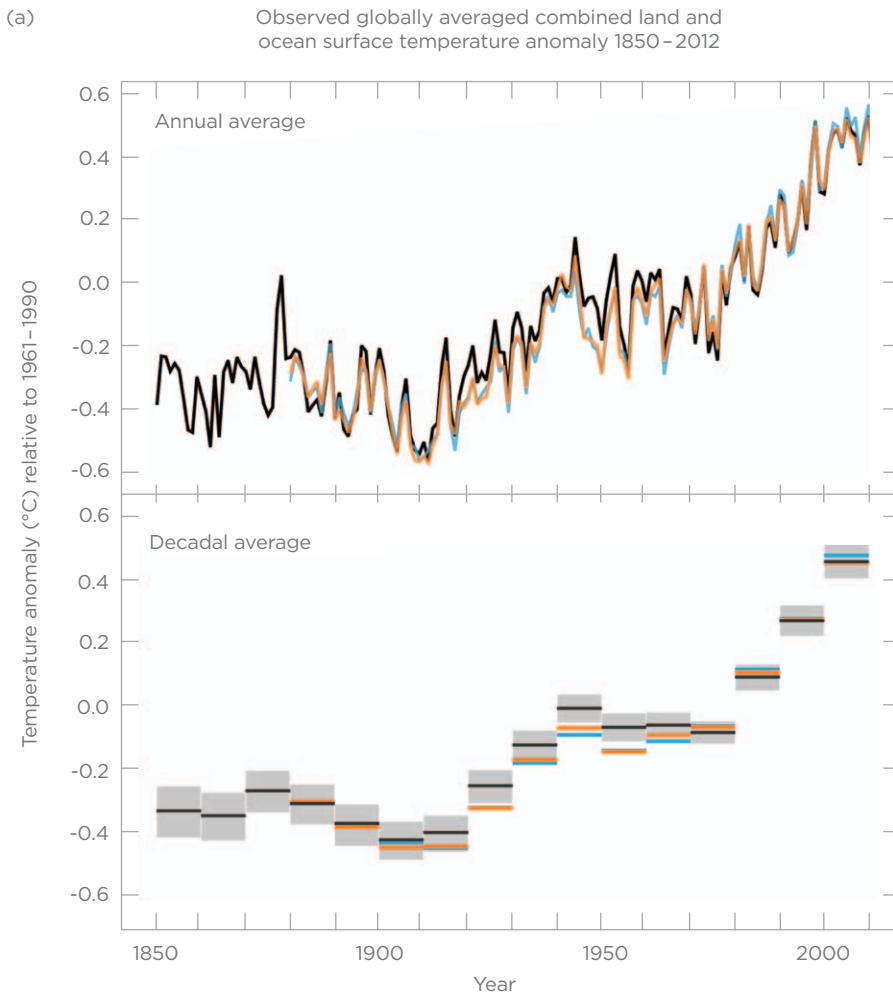 (a)
Observed globally averaged combined land and
ocean surface temperature anomaly 1850–2012
Temperature anomaly (°C) relative to 1961–1990
Annual average
0.6
0.4
0.2
0.0
-0.2
-0.4
-0.6
Decadal average
0.6
0.4
0.2
0.0
-0.2
-0.4
-0.6
1850 1900 1950 2000
Year